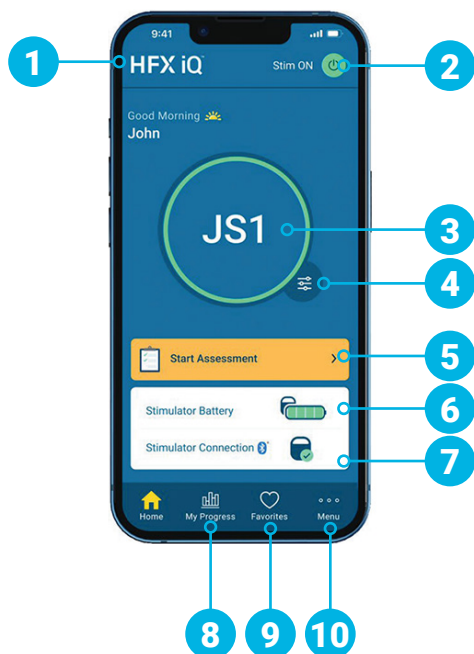 9:41
1
HFX iQ
Stim ON
2
Good Morning
John
JS1
3
4
Start Assessment
5
Stimulator Battery
6
Stimulator Connection
7
Home
My Progress
Favorites
Menu
8
9
10